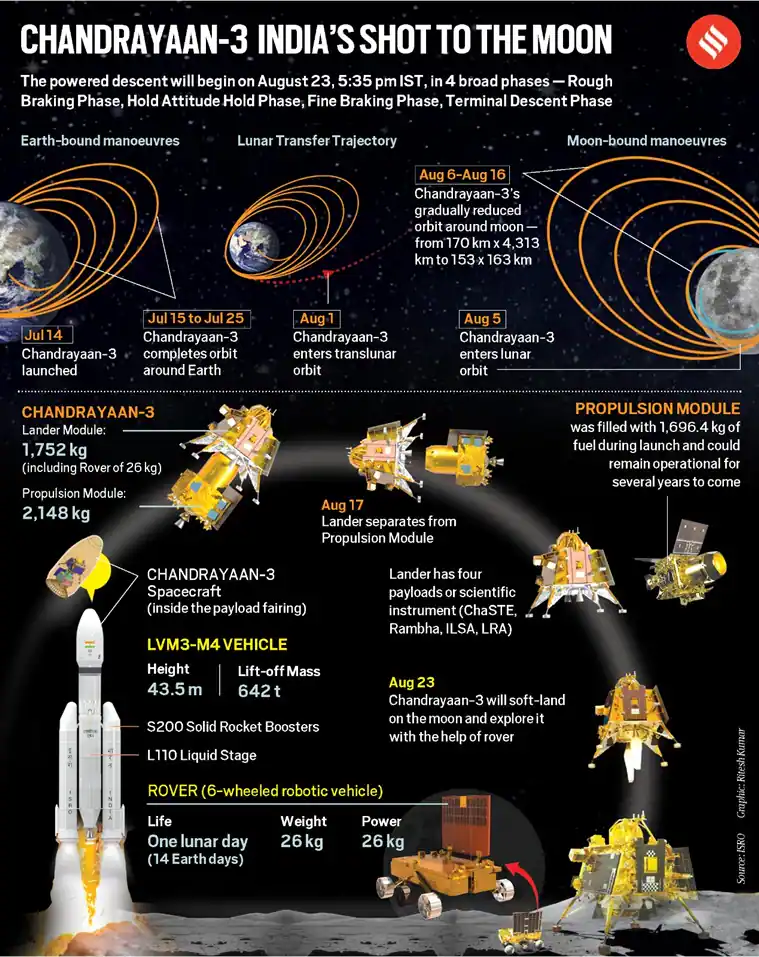 CHANDRAYAAN-3 INDIA'S SHOT TO THE MOON
The powered descent will begin on August 23, 5:35 pm IST, in 4 broad phases — Rough
Braking Phase, Hold Attitude Hold Phase, Fine Braking Phase, Terminal Descent Phase
Earth-bound manoeuvres
Lunar Transfer Trajectory
Moon-bound manoeuvres
Jul 14
Chandrayaan-3
launched
Jul 15 to Jul 25
Chandrayaan-3
completes orbit
around Earth
Aug 1
Chandrayaan-3
enters translunar
orbit
Aug 6-Aug 16
Chandrayaan-3's
gradually reduced
orbit around moon —
from 170 km x 4,313
km to 153 x 163 km
Aug 5
Chandrayaan-3
enters lunar
orbit
CHANDRAYAAN-3
Lander Module:
1,752 kg
(including Rover of 26 kg)
Propulsion Module:
2,148 kg
Aug 17
Lander separates from
Propulsion Module
PROPULSION MODULE
was filled with 1,696.4 kg of
fuel during launch and could
remain operational for
several years to come
CHANDRAYAAN-3
Spacecraft
(inside the payload fairing)
Lander has four
payloads or scientific
instrument (ChaSTE,
Rambha, ILSA, LRA)
LVM3-M4 VEHICLE
Height
43.5 m
Lift-off Mass
642 t
Aug 23
Chandrayaan-3 will soft-land
on the moon and explore it
with the help of rover
S200 Solid Rocket Boosters
L110 Liquid Stage
ROVER (6-wheeled robotic vehicle)
Life
One lunar day
(14 Earth days)
Weight
26 kg
Power
26 kg
ISRO
INDIA
Source: ISRO Graphic: Ritesh Kumar